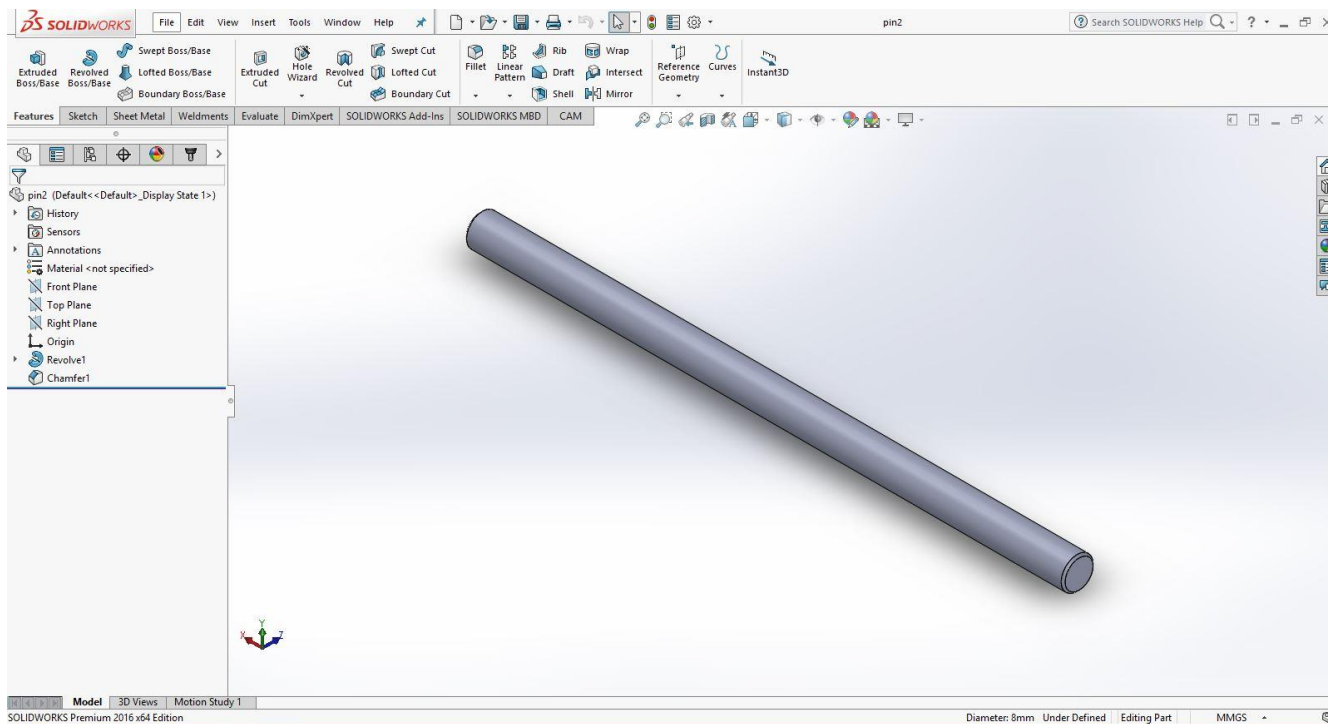 SOLIDWORKS File Edit View Insert Tools Window Help pin2 Search SOLIDWORKS Help ?
Extruded Boss/Base
Revolved Boss/Base
Swept Boss/Base
Lofted Boss/Base
Boundary Boss/Base
Extruded Cut
Hole Wizard
Revolved Cut
Swept Cut
Lofted Cut
Boundary Cut
Fillet
Linear Pattern
Rib
Draft
Shell
Wrap
Intersect
Mirror
Reference Geometry
Curves
Instant3D
Features Sketch Sheet Metal Weldments Evaluate DimXpert SOLIDWORKS Add-Ins SOLIDWORKS MBD CAM
pin2 (Default<<Default>_Display State 1>)
History
Sensors
Annotations
Material <not specified>
Front Plane
Top Plane
Right Plane
Origin
Revolve1
Chamfer1
Y
X Z
Model 3D Views Motion Study 1
SOLIDWORKS Premium 2016 x64 Edition Diameter: 8mm Under Defined Editing Part MMGS